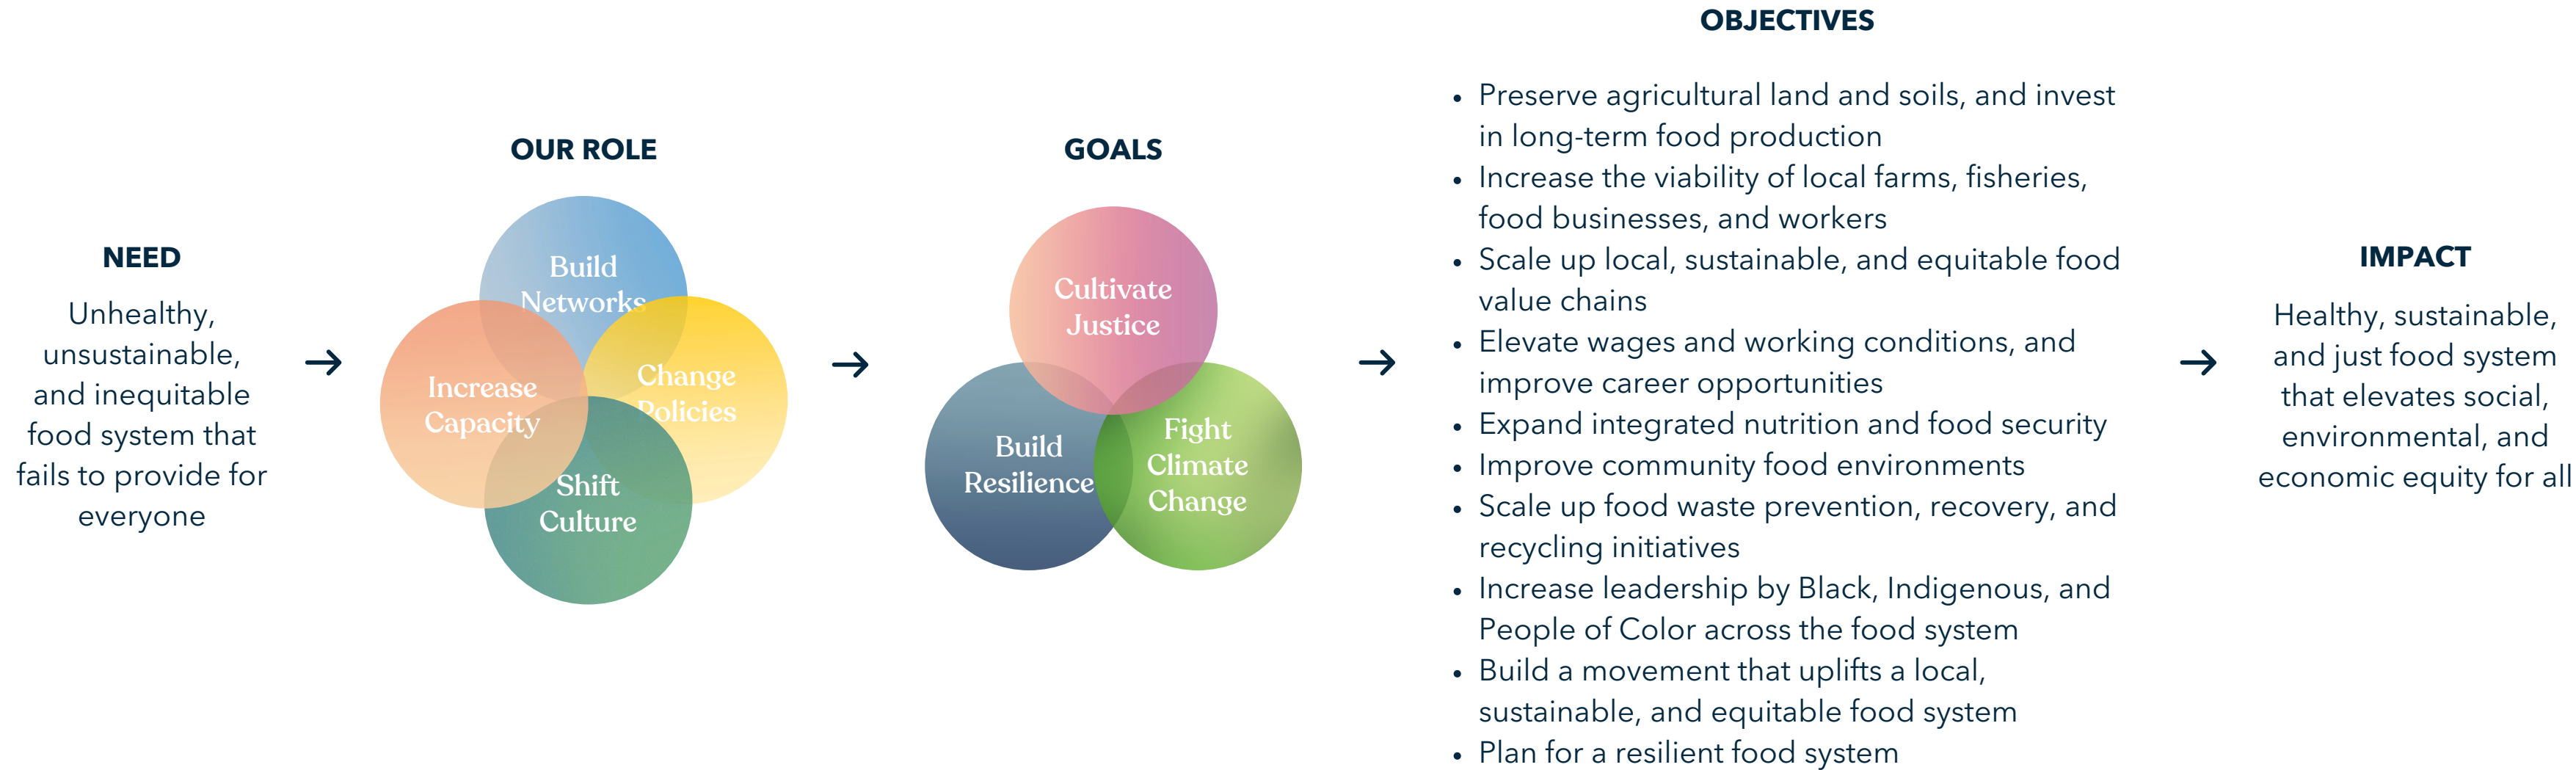 NEED
Unhealthy,
unsustainable,
and inequitable
food system that
fails to provide for
everyone
OUR ROLE
Build
Networks
Increase
Capacity
Change
Policies
Shift
Culture
GOALS
Cultivate
Justice
Build
Resilience
Fight
Climate
Change
OBJECTIVES
• Preserve agricultural land and soils, and invest
in long-term food production
• Increase the viability of local farms, fisheries,
food businesses, and workers
• Scale up local, sustainable, and equitable food
value chains
• Elevate wages and working conditions, and
improve career opportunities
• Expand integrated nutrition and food security
• Improve community food environments
• Scale up food waste prevention, recovery, and
recycling initiatives
• Increase leadership by Black, Indigenous, and
People of Color across the food system
• Build a movement that uplifts a local,
sustainable, and equitable food system
• Plan for a resilient food system
IMPACT
Healthy, sustainable,
and just food system
that elevates social,
environmental, and
economic equity for all